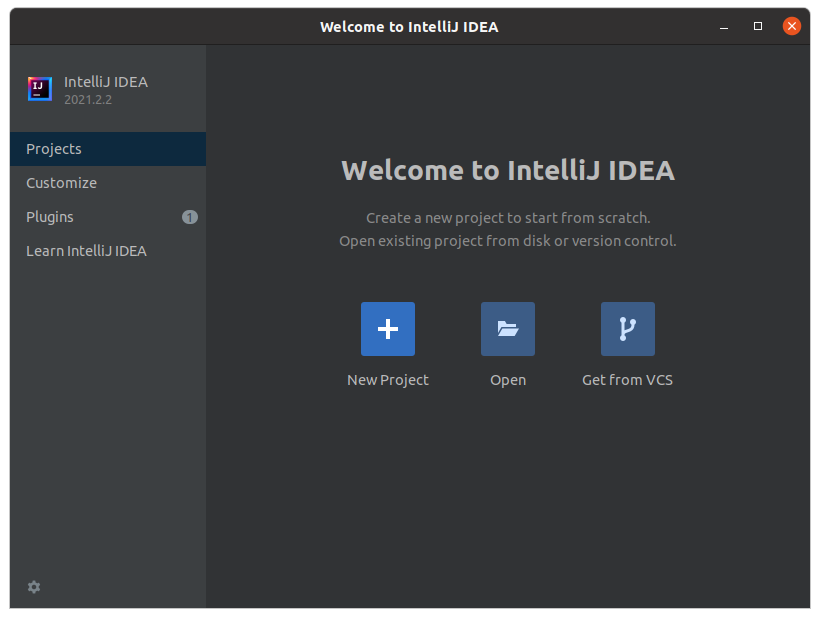 Welcome to IntelliJ IDEA
IJ
IntelliJ IDEA
2021.2.2
Projects
Customize
Plugins
1
Learn IntelliJ IDEA
Welcome to IntelliJ IDEA
Create a new project to start from scratch.
Open existing project from disk or version control.
New Project
Open
Get from VCS